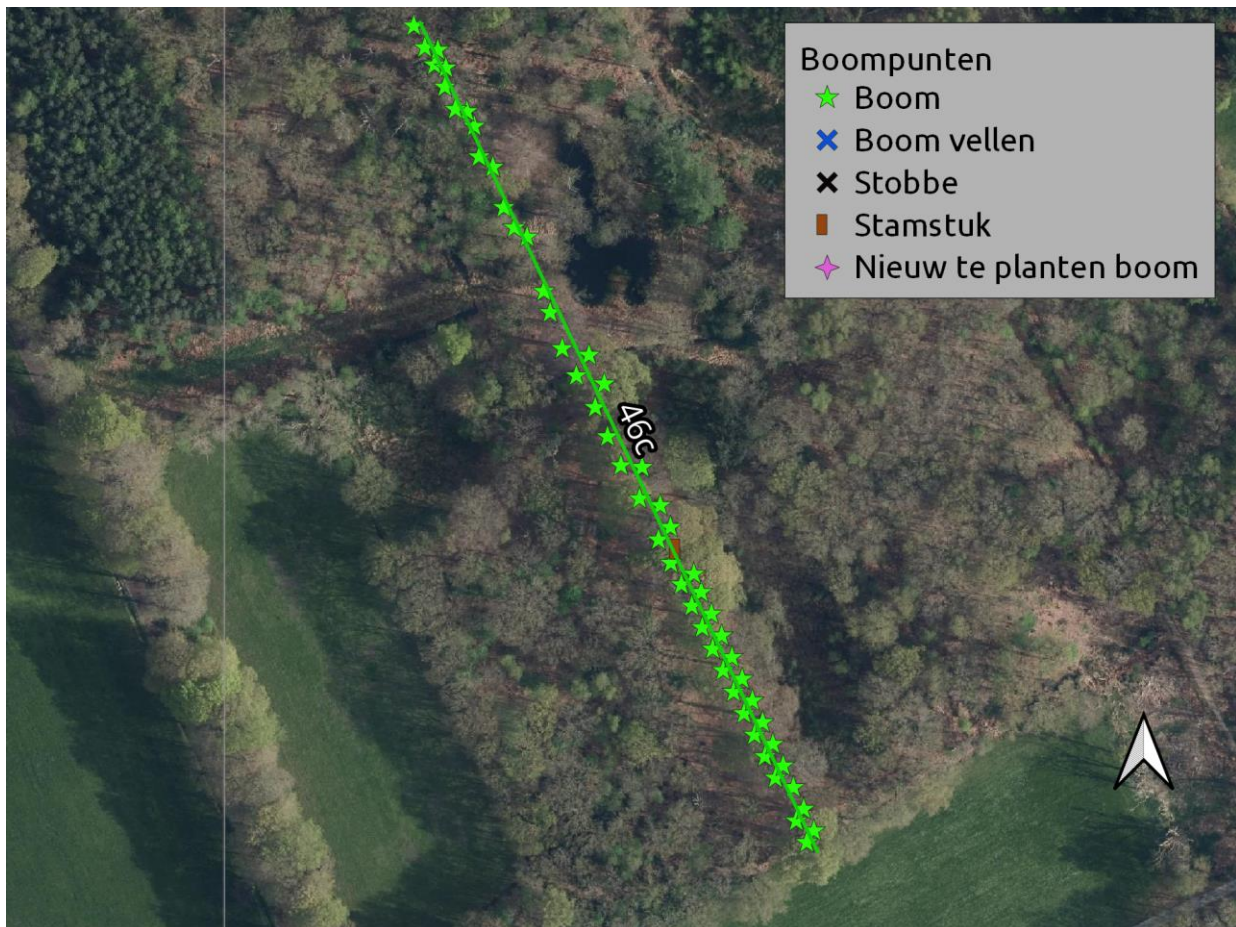 Boompunten
Boom
Boom vellen
Stobbe
Stamstuk
Nieuw te planten boom
46c